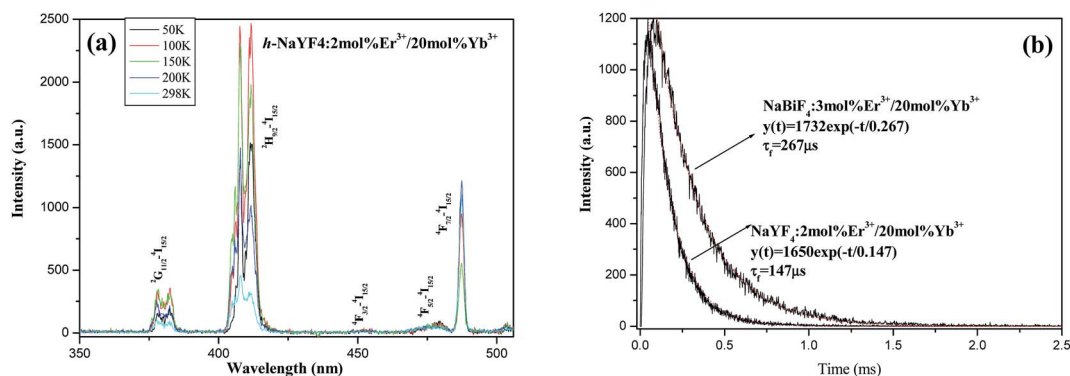 2500
2000
1500
1000
500
0
350
400
450
500
Intensity (a.u.)
Wavelength (nm)
(a)
50K
100K
150K
200K
298K
h-NaYF4:2mol%Er³⁺/20mol%Yb³⁺
²G₁₁/₂-⁴I₁₅/₂
²H₉/₂-⁴I₁₅/₂
⁴F₃/₂-⁴I₁₅/₂
⁴F₅/₂-⁴I₁₅/₂
⁴F₇/₂-⁴I₁₅/₂
1200
1000
800
600
400
200
0
0.0
0.5
1.0
1.5
2.0
2.5
Intensity (a.u.)
Time (ms)
(b)
NaBiF₄:3mol%Er³⁺/20mol%Yb³⁺
y(t)=1732exp(-t/0.267)
τf=267μs
NaYF₄:2mol%Er³⁺/20mol%Yb³⁺
y(t)=1650exp(-t/0.147)
τf=147μs